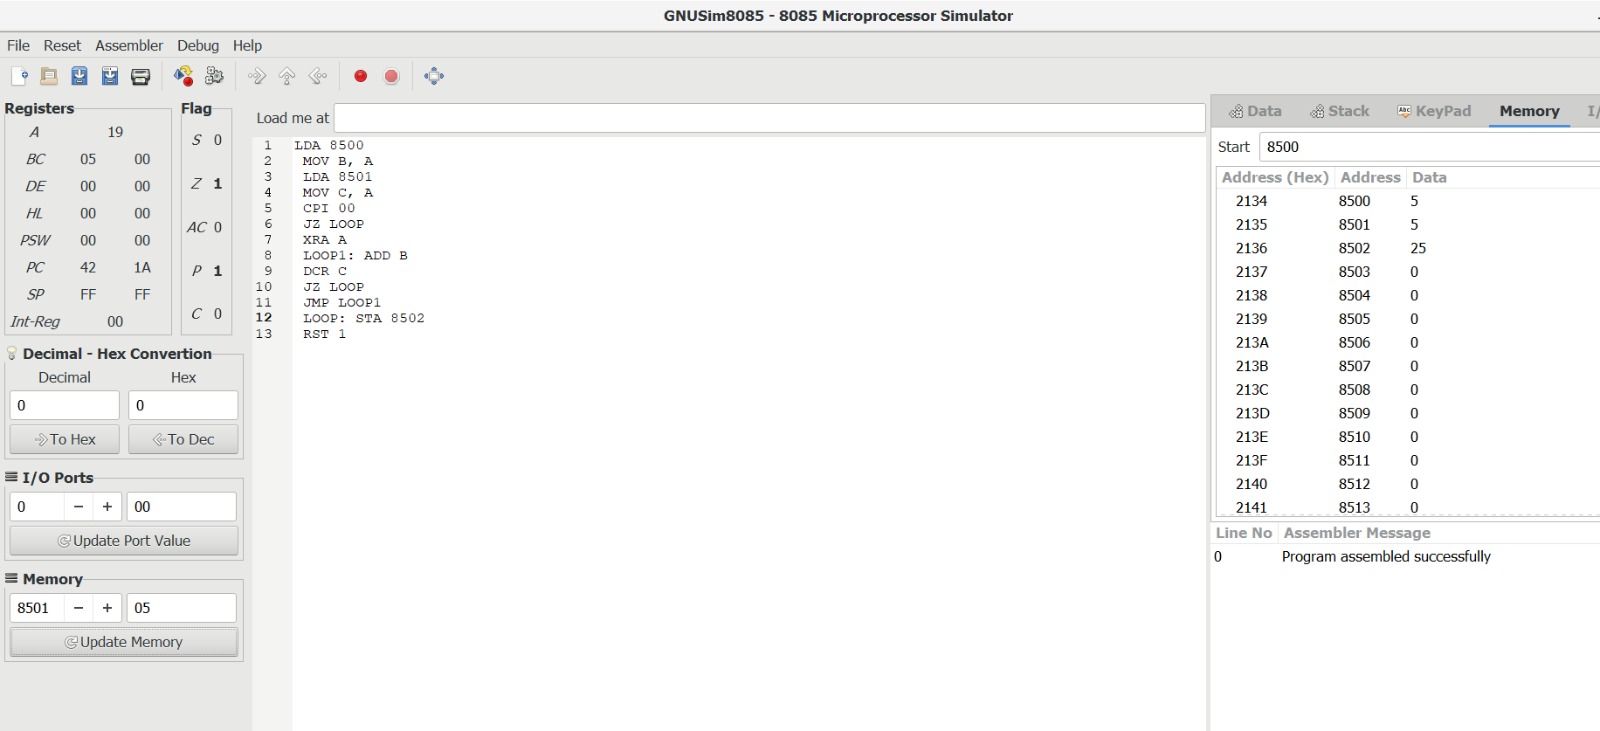 GNUSim8085 - 8085 Microprocessor Simulator
File Reset Assembler Debug Help
Registers
A 19
BC 05 00
DE 00 00
HL 00 00
PSW 00 00
PC 42 1A
SP FF FF
Int-Reg 00
Flag
S 0
Z 1
AC 0
P 1
C 0
Decimal - Hex Convertion
Decimal Hex
0 0
To Hex To Dec
I/O Ports
0 − + 00
Update Port Value
Memory
8501 − + 05
Update Memory
Load me at
1 LDA 8500
2 MOV B, A
3 LDA 8501
4 MOV C, A
5 CPI 00
6 JZ LOOP
7 XRA A
8 LOOP1: ADD B
9 DCR C
10 JZ LOOP
11 JMP LOOP1
12 LOOP: STA 8502
13 RST 1
Data Stack Abc KeyPad Memory I/
Start 8500
Address (Hex) Address Data
2134 8500 5
2135 8501 5
2136 8502 25
2137 8503 0
2138 8504 0
2139 8505 0
213A 8506 0
213B 8507 0
213C 8508 0
213D 8509 0
213E 8510 0
213F 8511 0
2140 8512 0
2141 8513 0
Line No Assembler Message
0 Program assembled successfully